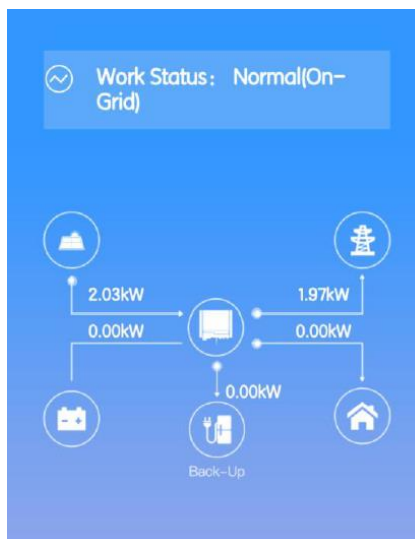 Work Status： Normal(On-
Grid)
2.03kW
1.97kW
0.00kW
0.00kW
0.00kW
Back-Up